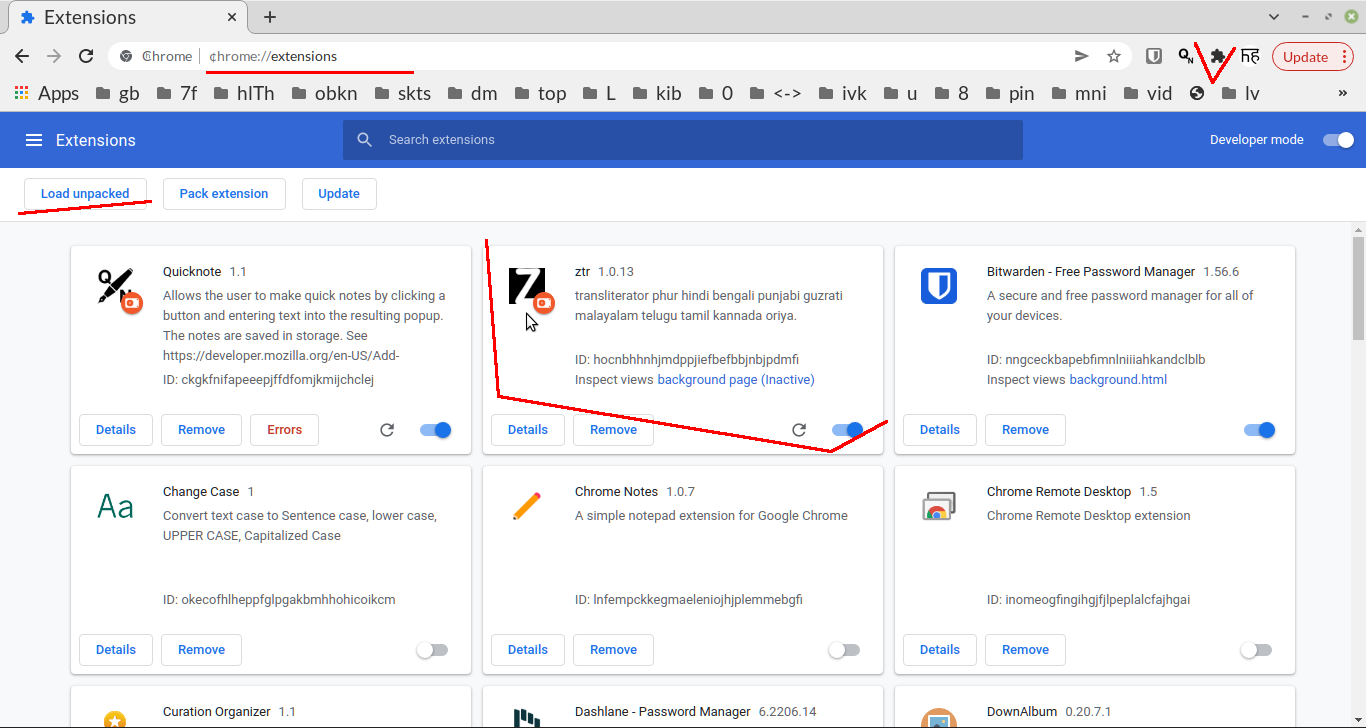 Extensions
Chrome | chrome://extensions
QN
Update
Apps gb 7f hlTh obkn skts dm top L kib 0 <-> ivk u 8 pin mni vid lv »
Extensions
Search extensions
Developer mode
Load unpacked
Pack extension
Update
QN
Quicknote 1.1
Allows the user to make quick notes by clicking a
button and entering text into the resulting popup.
The notes are saved in storage. See
https://developer.mozilla.org/en-US/Add-
ID: ckgkfnifapeeepjffdfomjkmijchclej
Details
Remove
Errors
Z
ztr 1.0.13
transliterator phur hindi bengali punjabi guzrati
malayalam telugu tamil kannada oriya.
ID: hocnbhhnhjmdppjiefbefbbjnbjpdmfi
Inspect views background page (Inactive)
Details
Remove
Bitwarden - Free Password Manager 1.56.6
A secure and free password manager for all of
your devices.
ID: nngceckbapebfimnlniiiahkandclblb
Inspect views background.html
Details
Remove
Aa
Change Case 1
Convert text case to Sentence case, lower case,
UPPER CASE, Capitalized Case
ID: okecofhlheppfglpgakbmhhohicoikcm
Details
Remove
Chrome Notes 1.0.7
A simple notepad extension for Google Chrome
ID: lnfempckkegmaeleniojhjplemmebgfi
Details
Remove
Chrome Remote Desktop 1.5
Chrome Remote Desktop extension
ID: inomeogfingihgjfjlpeplalcfajhgai
Details
Remove
Curation Organizer 1.1
Dashlane - Password Manager 6.2206.14
DownAlbum 0.20.7.1